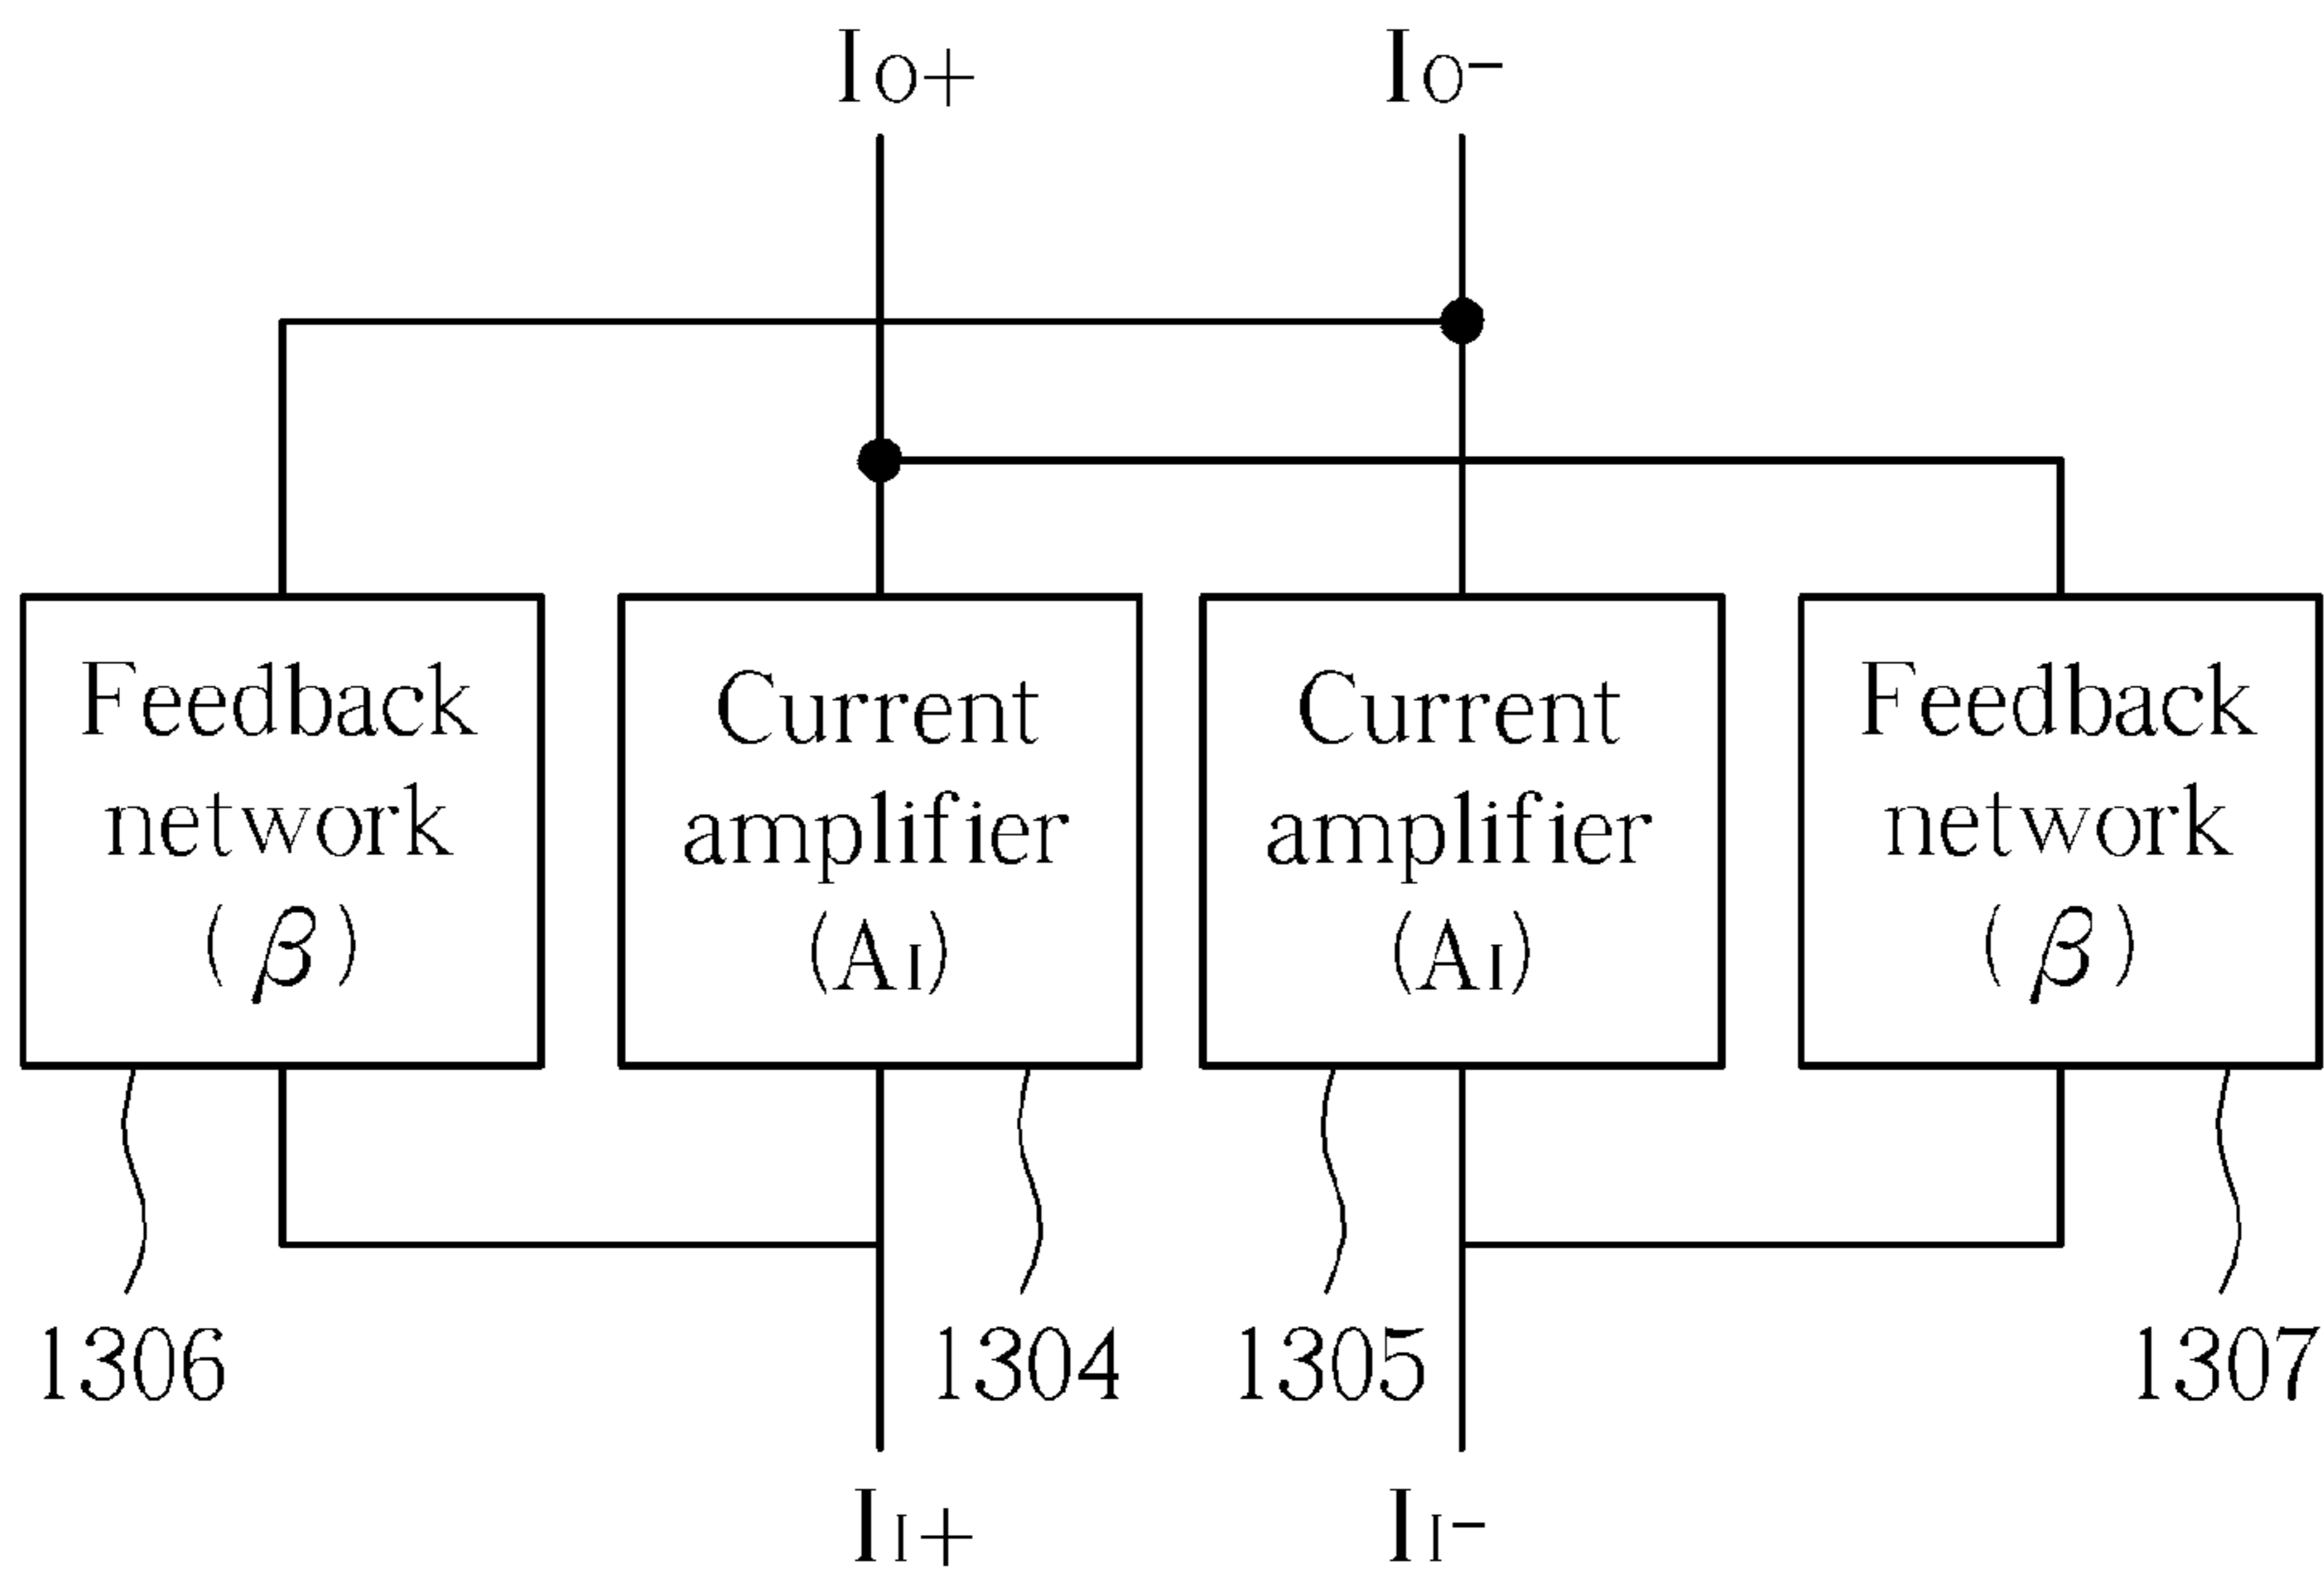 IO+
IO−
Feedback
network
(β)
Current
amplifier
(AI)
Current
amplifier
(AI)
Feedback
network
(β)
1306
1304
1305
1307
II+
II−